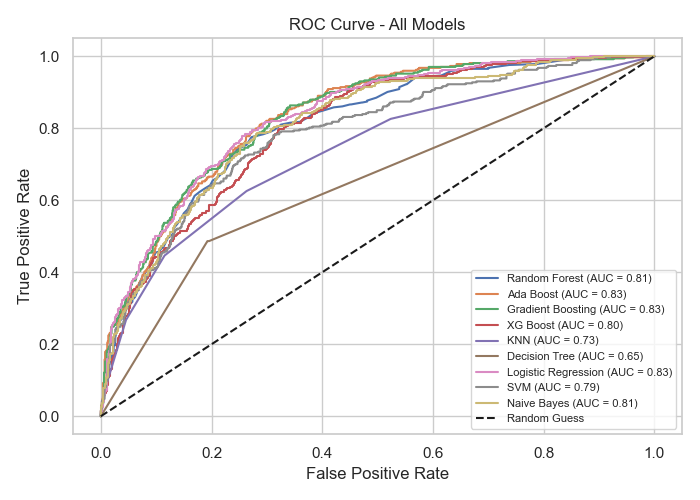 ROC Curve - All Models
True Positive Rate
1.0
0.8
0.6
0.4
0.2
0.0
Random Forest (AUC = 0.81)
Ada Boost (AUC = 0.83)
Gradient Boosting (AUC = 0.83)
XG Boost (AUC = 0.80)
KNN (AUC = 0.73)
Decision Tree (AUC = 0.65)
Logistic Regression (AUC = 0.83)
SVM (AUC = 0.79)
Naive Bayes (AUC = 0.81)
Random Guess
0.0 0.2 0.4 0.6 0.8 1.0
False Positive Rate